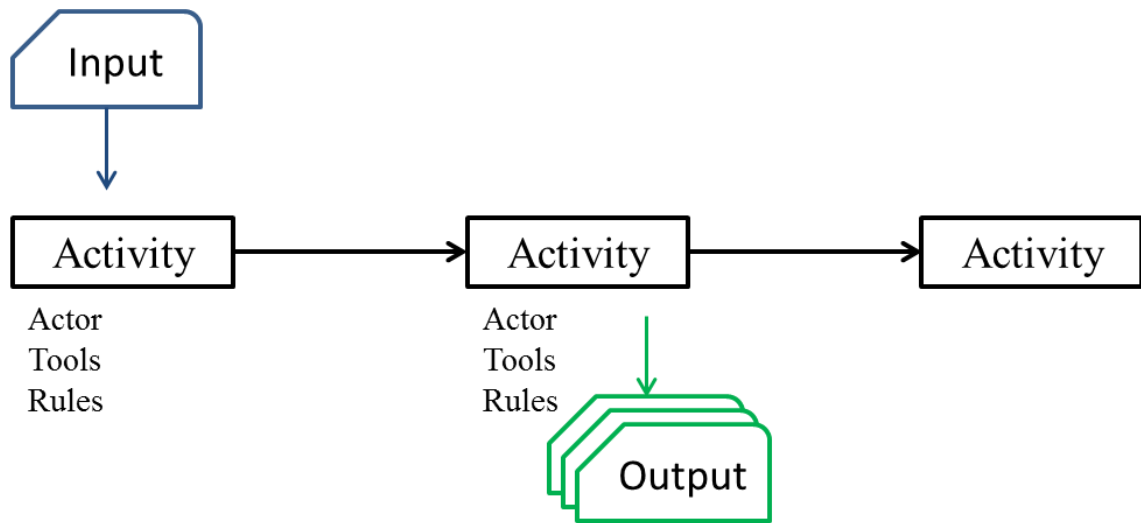 Input
Activity
Activity
Activity
Actor
Tools
Rules
Actor
Tools
Rules
Output